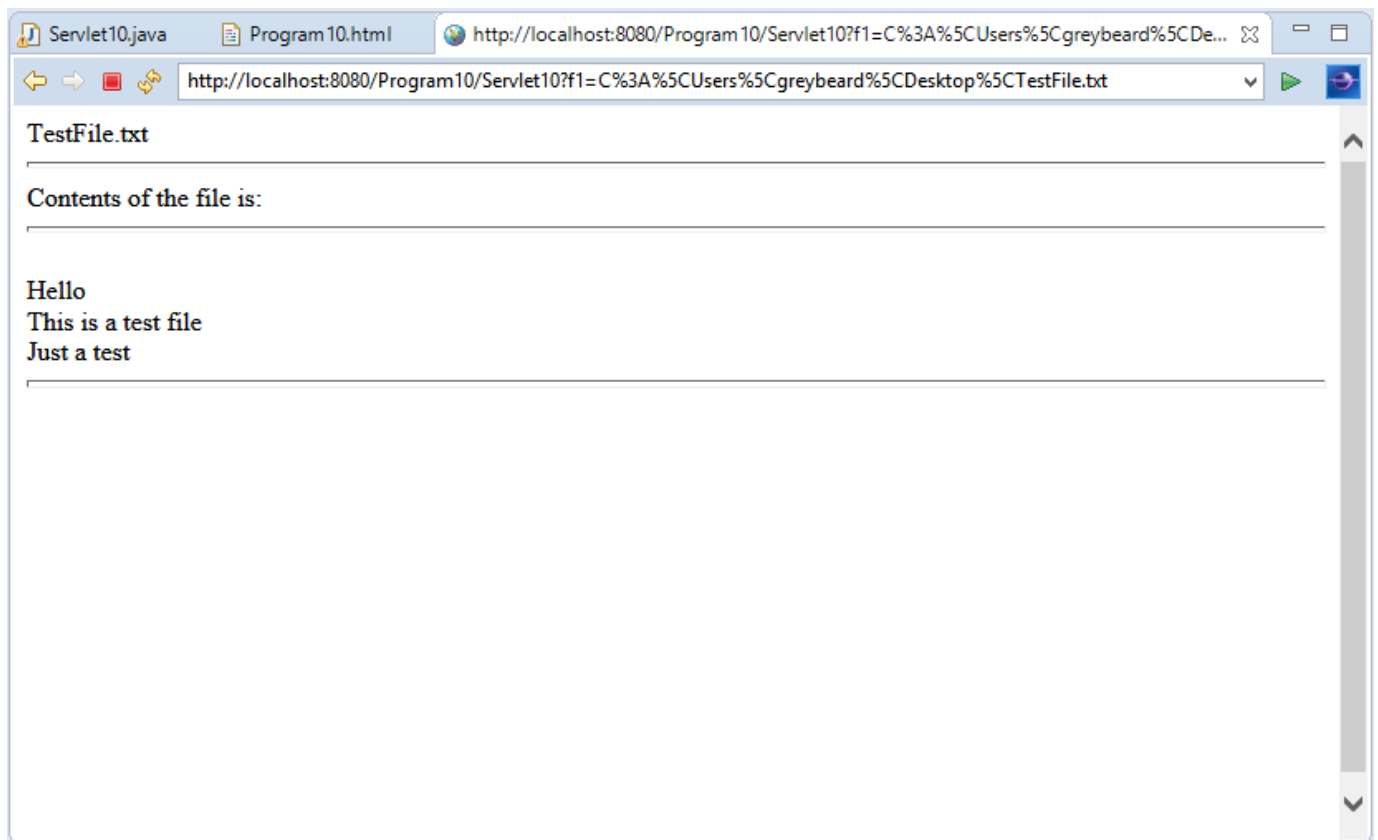 Servlet10.java Program10.html http://localhost:8080/Program10/Servlet10?f1=C%3A%5CUsers%5Cgreybeard%5CDe...
http://localhost:8080/Program10/Servlet10?f1=C%3A%5CUsers%5Cgreybeard%5CDesktop%5CTestFile.txt
TestFile.txt
Contents of the file is:
Hello
This is a test file
Just a test